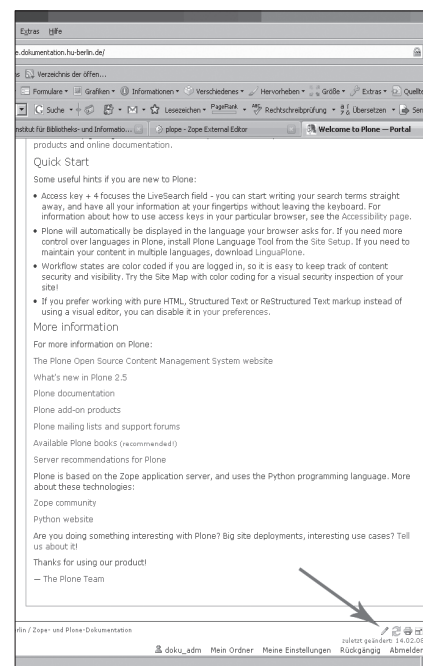 Extras Hilfe
e.dokumentation.hu-berlin.de/
s Verzeichnis der öffen...
Formulare Grafiken Informationen Verschiedenes Hervorheben Größe Extras Quellte
Suche M Lesezeichen PageRank Rechtschreibprüfung Übersetzen Sen
nstitut für Bibliotheks- und Informatio... plope - Zope External Editor Welcome to Plone — Portal
products and online documentation.
Quick Start
Some useful hints if you are new to Plone:
• Access key + 4 focuses the LiveSearch field - you can start writing your search terms straight
away, and have all your information at your fingertips without leaving the keyboard. For
information about how to use access keys in your particular browser, see the Accessibility page.
• Plone will automatically be displayed in the language your browser asks for. If you need more
control over languages in Plone, install Plone Language Tool from the Site Setup. If you need to
maintain your content in multiple languages, download LinguaPlone.
• Workflow states are color coded if you are logged in, so it is easy to keep track of content
security and visibility. Try the Site Map with color coding for a visual security inspection of your
site!
• If you prefer working with pure HTML, Structured Text or ReStructured Text markup instead of
using a visual editor, you can disable it in your preferences.
More information
For more information on Plone:
The Plone Open Source Content Management System website
What's new in Plone 2.5
Plone documentation
Plone add-on products
Plone mailing lists and support forums
Available Plone books (recommended!)
Server recommendations for Plone
Plone is based on the Zope application server, and uses the Python programming language. More
about these technologies:
Zope community
Python website
Are you doing something interesting with Plone? Big site deployments, interesting use cases? Tell
us about it!
Thanks for using our product!
— The Plone Team
rlin / Zope- und Plone-Dokumentation
zuletzt geändert: 14.02.08
doku_adm Mein Ordner Meine Einstellungen Rückgängig Abmelden